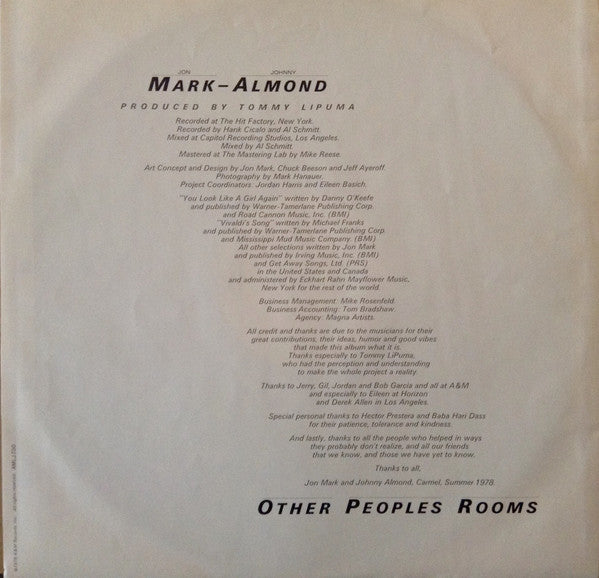 JON JOHNNY
MARK–ALMOND
PRODUCED BY TOMMY LIPUMA
Recorded at The Hit Factory, New York.
Recorded by Hank Cicalo and Al Schmitt.
Mixed at Capitol Recording Studios, Los Angeles.
Mixed by Al Schmitt.
Mastered at The Mastering Lab by Mike Reese.
Art Concept and Design by Jon Mark, Chuck Beeson and Jeff Ayeroff.
Photography by Mark Hanauer.
Project Coordinators: Jordan Harris and Eileen Basich.
"You Look Like A Girl Again" written by Danny O'Keefe
and published by Warner-Tamerlane Publishing Corp.
and Road Cannon Music, Inc. (BMI)
"Vivaldi's Song" written by Michael Franks
and published by Warner-Tamerlane Publishing Corp.
and Mississippi Mud Music Company. (BMI)
All other selections written by Jon Mark
and published by Irving Music, Inc. (BMI)
and Get Away Songs, Ltd. (PRS)
in the United States and Canada
and administered by Eckhart Rahn Mayflower Music,
New York for the rest of the world.
Business Management: Mike Rosenfeld.
Business Accounting: Tom Bradshaw
Agency: Magna Artists.
All credit and thanks are due to the musicians for their
great contributions, their ideas, humor and good vibes
that made this album what it is.
Thanks especially to Tommy LiPuma,
who had the perception and understanding
to make the whole project a reality.
Thanks to Jerry, Gil, Jordan and Bob Garcia and all at A&M
and especially to Eileen at Horizon
and Derek Allen in Los Angeles.
Special personal thanks to Hector Prestera and Baba Hari Dass
for their patience, tolerance and kindness.
And lastly, thanks to all the people who helped in ways
they probably don't realize, and all our friends
that we know, and those we have yet to know.
Thanks to all,
Jon Mark and Johnny Almond, Carmel, Summer 1978.
OTHER PEOPLES ROOMS
A&M Records Inc. All rights reserved.